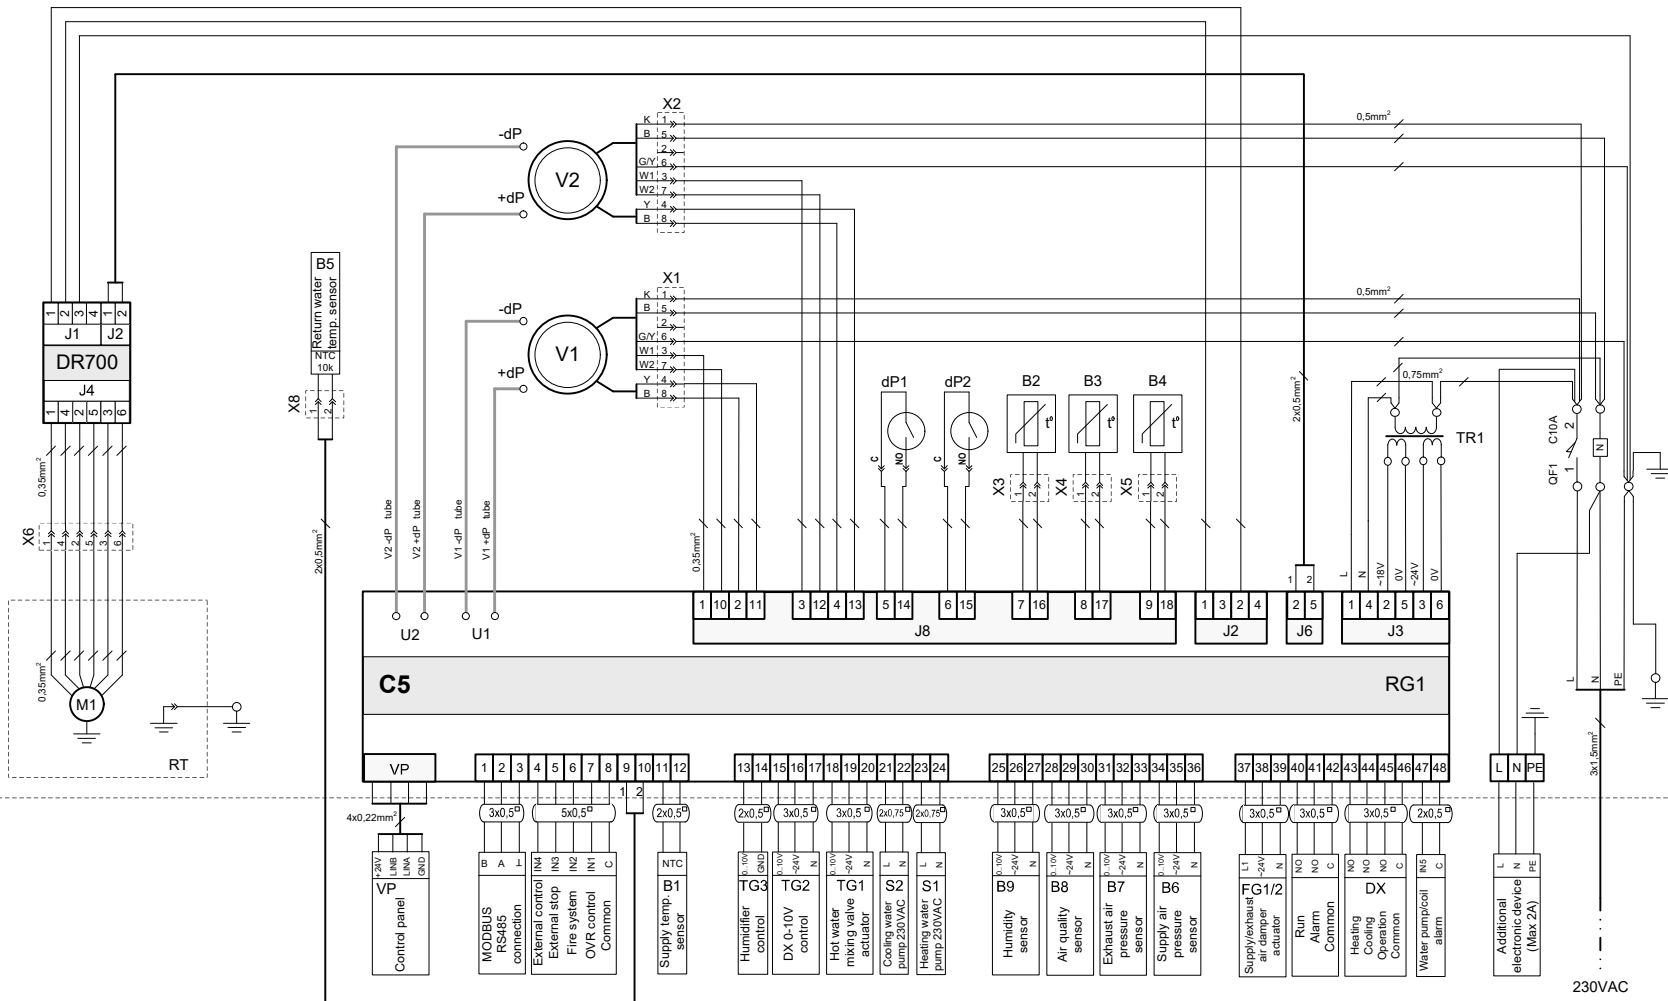 X2
K 1
B 5
2
G/Y 6
W1 3
W2 7
Y 4
B 8
-dP
V2
+dP
0,5mm²
X1
K 1
B 5
2
G/Y 6
W1 3
W2 7
Y 4
B 8
-dP
V1
+dP
0,5mm²
B5
Return water
temp. sensor
NTC
10k
X8
1 2
2x0,5mm²
1 2 3 4 1 2
J1 J2
DR700
J4
1 4 2 5 3 6
0,35mm²
X6
1 4 2 5 3 6
0,35mm²
M1
RT
V2 -dP tube
V2 +dP tube
V1 -dP tube
V1 +dP tube
0,35mm²
dP1
C NO
dP2
C NO
B2
t°
X3
1 2
B3
t°
X4
1 2
B4
t°
X5
1 2
2x0,5mm²
0,75mm²
TR1
C10A
QF1
2
1
N
L N ~18V 0V ~24V 0V
U2 U1
1 10 2 11 3 12 4 13 5 14 6 15 7 16 8 17 9 18
J8
1 3 2 4
J2
1 2
2 5
J6
1 4 2 5 3 6
J3
C5
RG1
L N PE
3x1,5mm²
230VAC
VP
1 2 3 4 5 6 7 8 9 10 11 12
13 14 15 16 17 18 19 20 21 22 23 24
25 26 27 28 29 30 31 32 33 34 35 36
37 38 39 40 41 42 43 44 45 46 47 48
L N PE
1 2
4x0,22mm²
3x0,5
5x0,5
2x0,5
2x0,5
3x0,5
3x0,5
2x0,75
2x0,75
3x0,5
3x0,5
3x0,5
3x0,5
3x0,5
3x0,5
3x0,5
2x0,5
+24V LINB LINA GND
VP
Control panel
B A ⊥
MODBUS
RS485
connection
IN4 IN3 IN2 IN1 C
External control
External stop
Fire system
OVR control
Common
NTC
B1
Supply temp.
sensor
0..10V GND
TG3
Humidifier
control
0..10V ~24V N
TG2
DX 0-10V
control
0..10V ~24V N
TG1
Hot water
mixing valve
actuator
L N
S2
Cooling water
pump 230VAC
L N
S1
Heating water
pump 230VAC
0..10V ~24V N
B9
Humidity
sensor
0..10V ~24V N
B8
Air quality
sensor
0..10V ~24V N
B7
Exhaust air
pressure
sensor
0..10V ~24V N
B6
Supply air
pressure
sensor
L1 ~24V N
FG1/2
Supply/exhaust
air damper
actuator
NO NO C
Run
Alarm
Common
NO NO NO C
DX
Heating
Cooling
Operation
Common
IN5 C
Water pump/coil
alarm
L N PE
Additional
electronic device
(Max 2A)